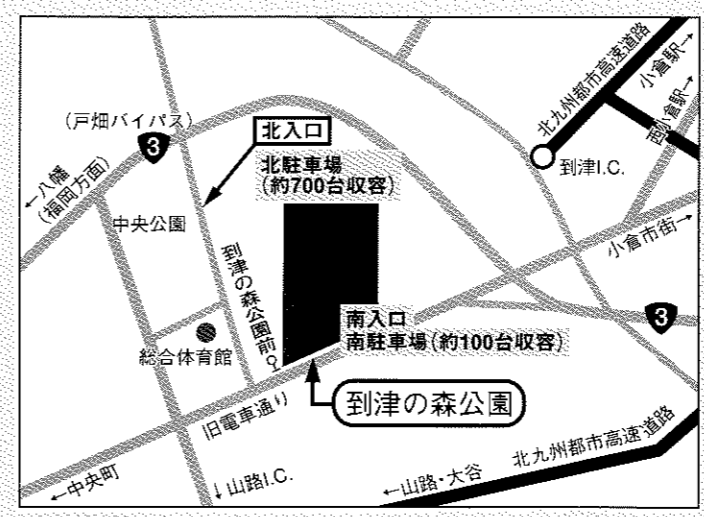 北九州都市高速道路
小倉駅→
西小倉駅→
(戸畑バイパス)
3
北入口
北駐車場
(約700台収容)
到津I.C.
←八幡
(福岡方面)
中央公園
小倉市街→
到津の森公園前
南入口
南駐車場(約100台収容)
3
総合体育館
到津の森公園
旧電車通り
←中央町
↓山路I.C.
←山路・大谷
北九州都市高速道路